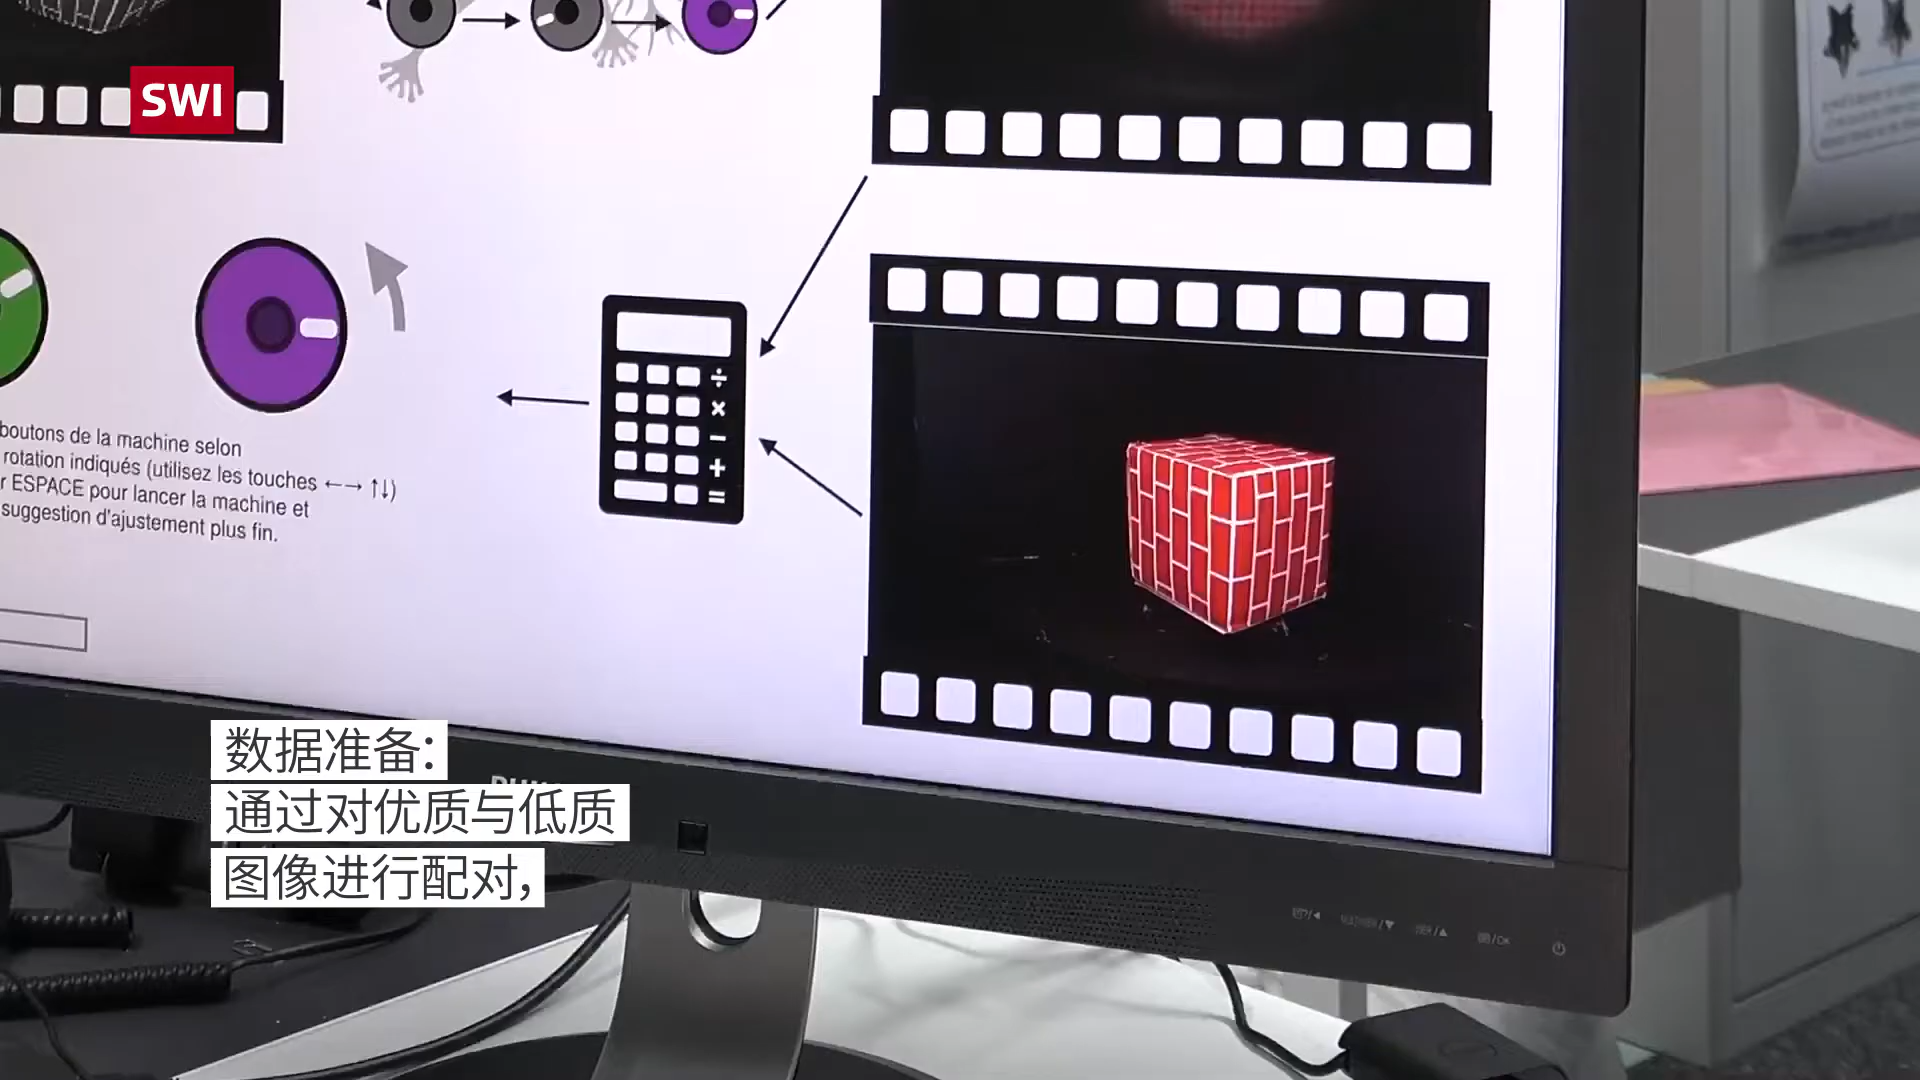 SWI
boutons de la machine selon
rotation indiqués (utilisez les touches ←→ ↑↓)
r ESPACE pour lancer la machine et
suggestion d'ajustement plus fin.
÷
×
−
+
=
数据准备:
通过对优质与低质
图像进行配对,